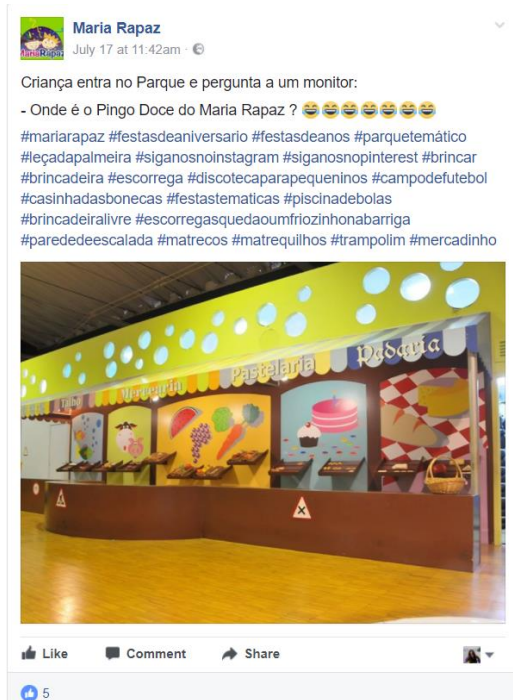 Maria Rapaz
July 17 at 11:42am ·
Criança entra no Parque e pergunta a um monitor:
- Onde é o Pingo Doce do Maria Rapaz ? 😂😂😂😂😂😂😂
#mariarapaz #festasdeaniversario #festasdeanos #parquetemático
#leçadapalmeira #siganosnoinstagram #siganosnopinterest #brincar
#brincadeira #escorrega #discotecaparapequeninos #campodefutebol
#casinhadasbonecas #festastematicas #piscinadebolas
#brincadeiralivre #escorregasquedaoumfriozinhonabarriga
#parededeescalada #matrecos #matrequilhos #trampolim #mercadinho
Talho Mercearia Pastelaria Padaria
Like Comment Share
5